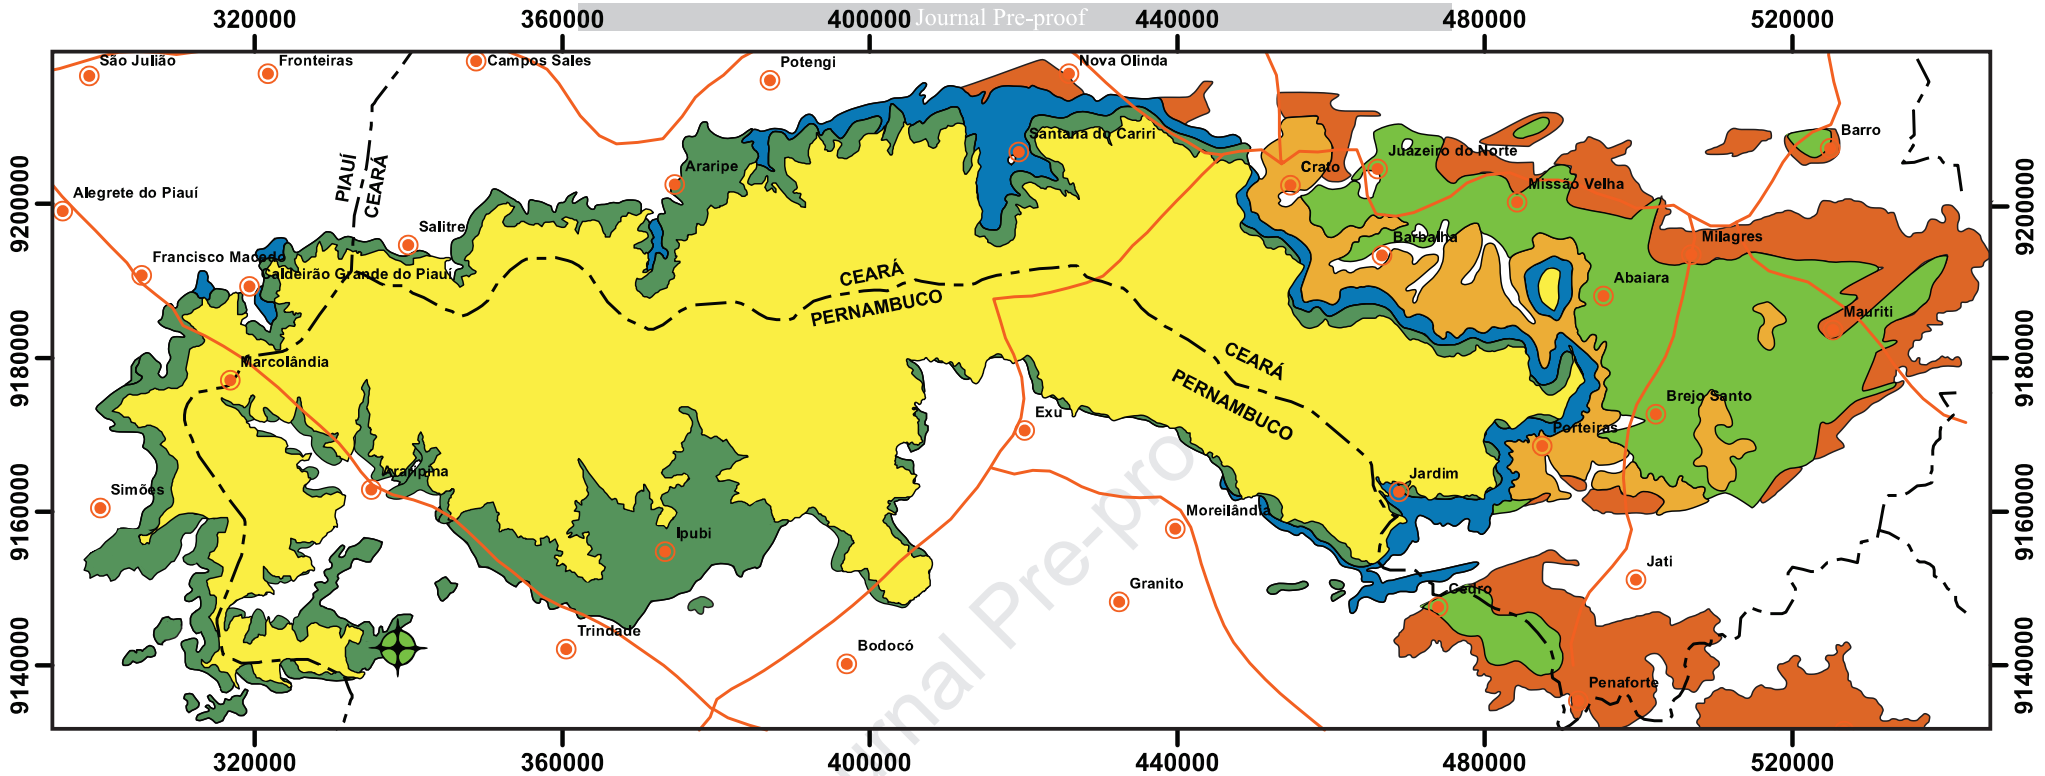 320000 360000 400000 440000 480000 520000
Journal Pre-proof
São Julião
Fronteiras
Campos Sales
Potengi
Nova Olinda
Santana do Cariri
Barro
Juazeiro do Norte
Crato
Araripe
Missão Velha
PIAUÍ
CEARÁ
Alegrete do Piauí
9200000
9200000
Salitre
Barbalha
Milagres
Francisco Macedo
Caldeirão Grande do Piauí
CEARÁ
PERNAMBUCO
Abaiara
Mauriti
9180000
9180000
Marcolândia
CEARÁ
PERNAMBUCO
Brejo Santo
Exu
Porteiras
Araripina
Jardim
Simões
9160000
9160000
Moreilândia
Ipubi
Jati
Granito
Cedro
Trindade
Bodocó
9140000
9140000
Penaforte
Journal Pre-proo
320000 360000 400000 440000 480000 520000